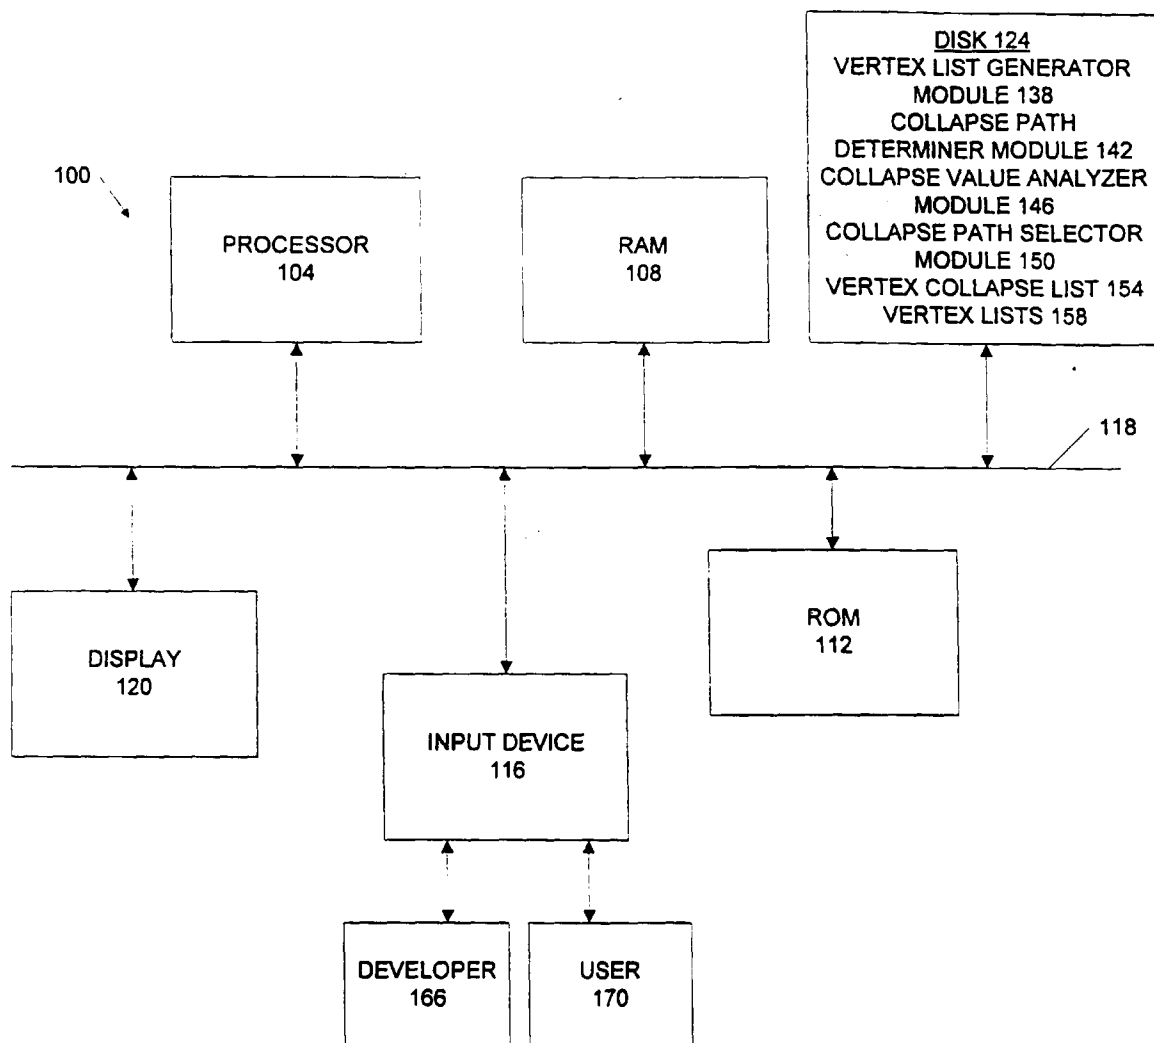 DISK 124
VERTEX LIST GENERATOR
MODULE 138
COLLAPSE PATH
DETERMINER MODULE 142
COLLAPSE VALUE ANALYZER
MODULE 146
COLLAPSE PATH SELECTOR
MODULE 150
VERTEX COLLAPSE LIST 154
VERTEX LISTS 158
100
PROCESSOR
104
RAM
108
118
DISPLAY
120
INPUT DEVICE
116
ROM
112
DEVELOPER
166
USER
170